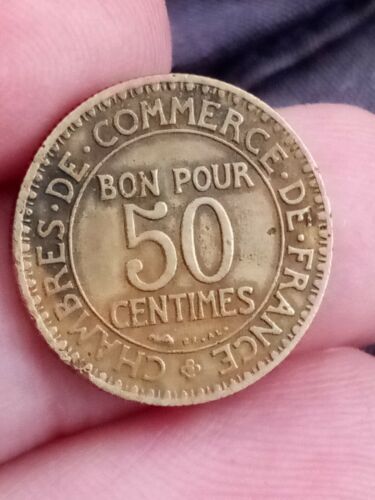 CHAMBRES·DE·COMMERCE·DE·FRANCE
BON POUR
50
CENTIMES